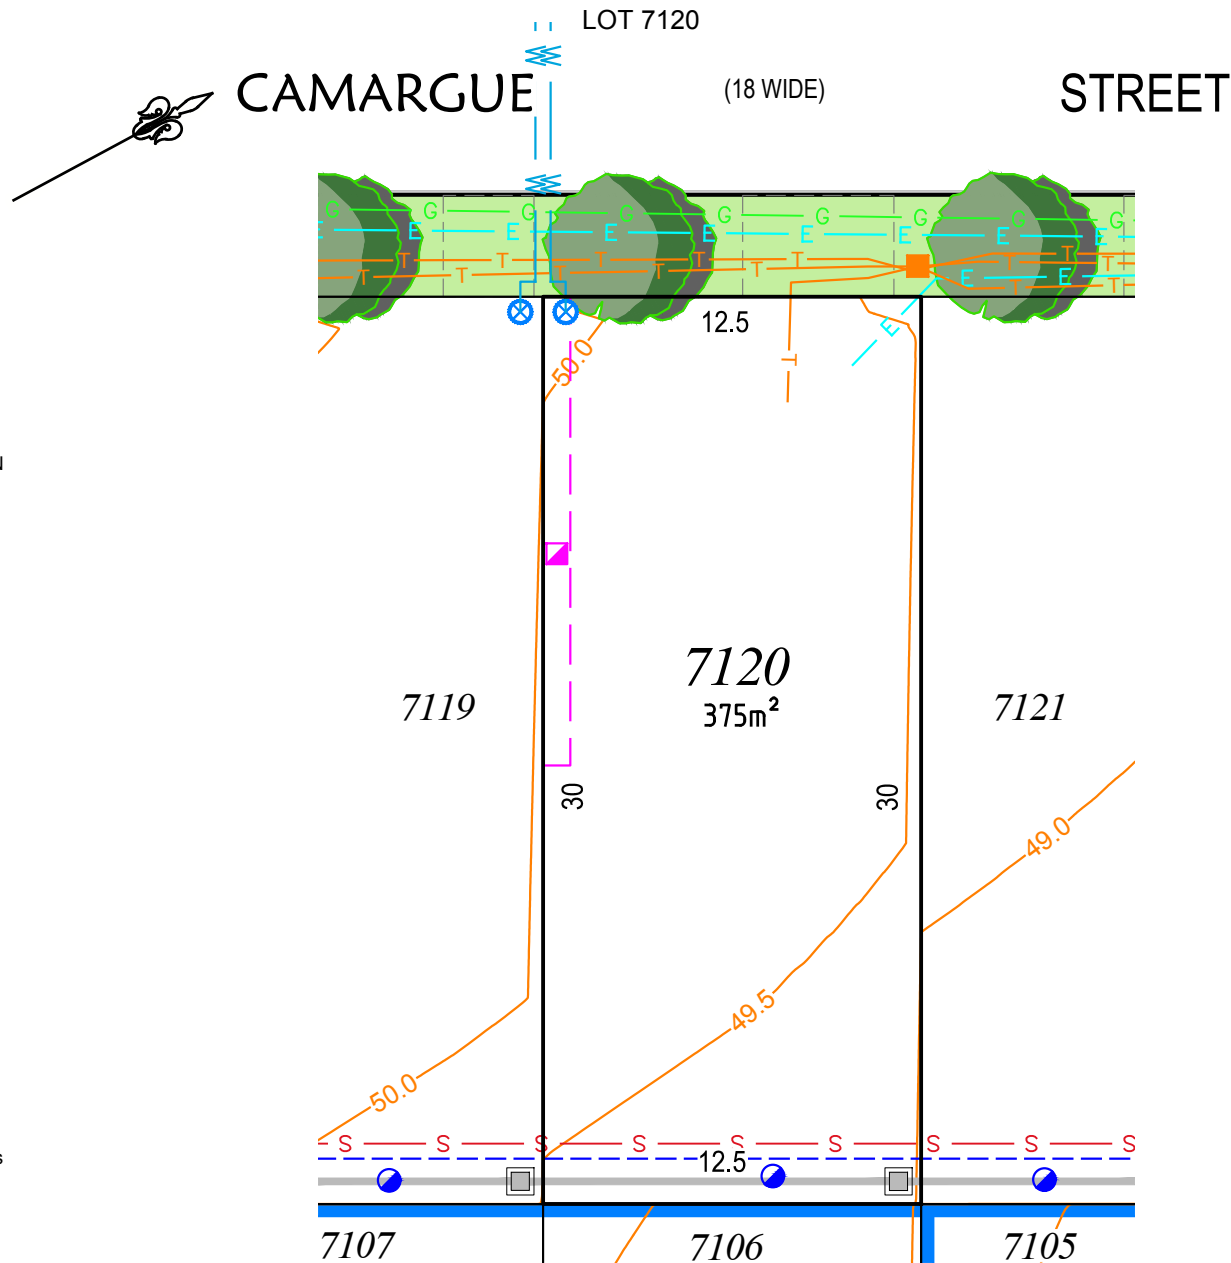 LOT 7120
CAMARGUE (18 WIDE) STREET
G G G G G G G G
E E E E E E E E E
T T T T T T T
T T T T T T T
E E
12.5
E
T
50.0
7120
375m²
7119
7121
30
30
49.0
49.5
50.0
S S S S S S S S S
12.5
7107
7106
7105